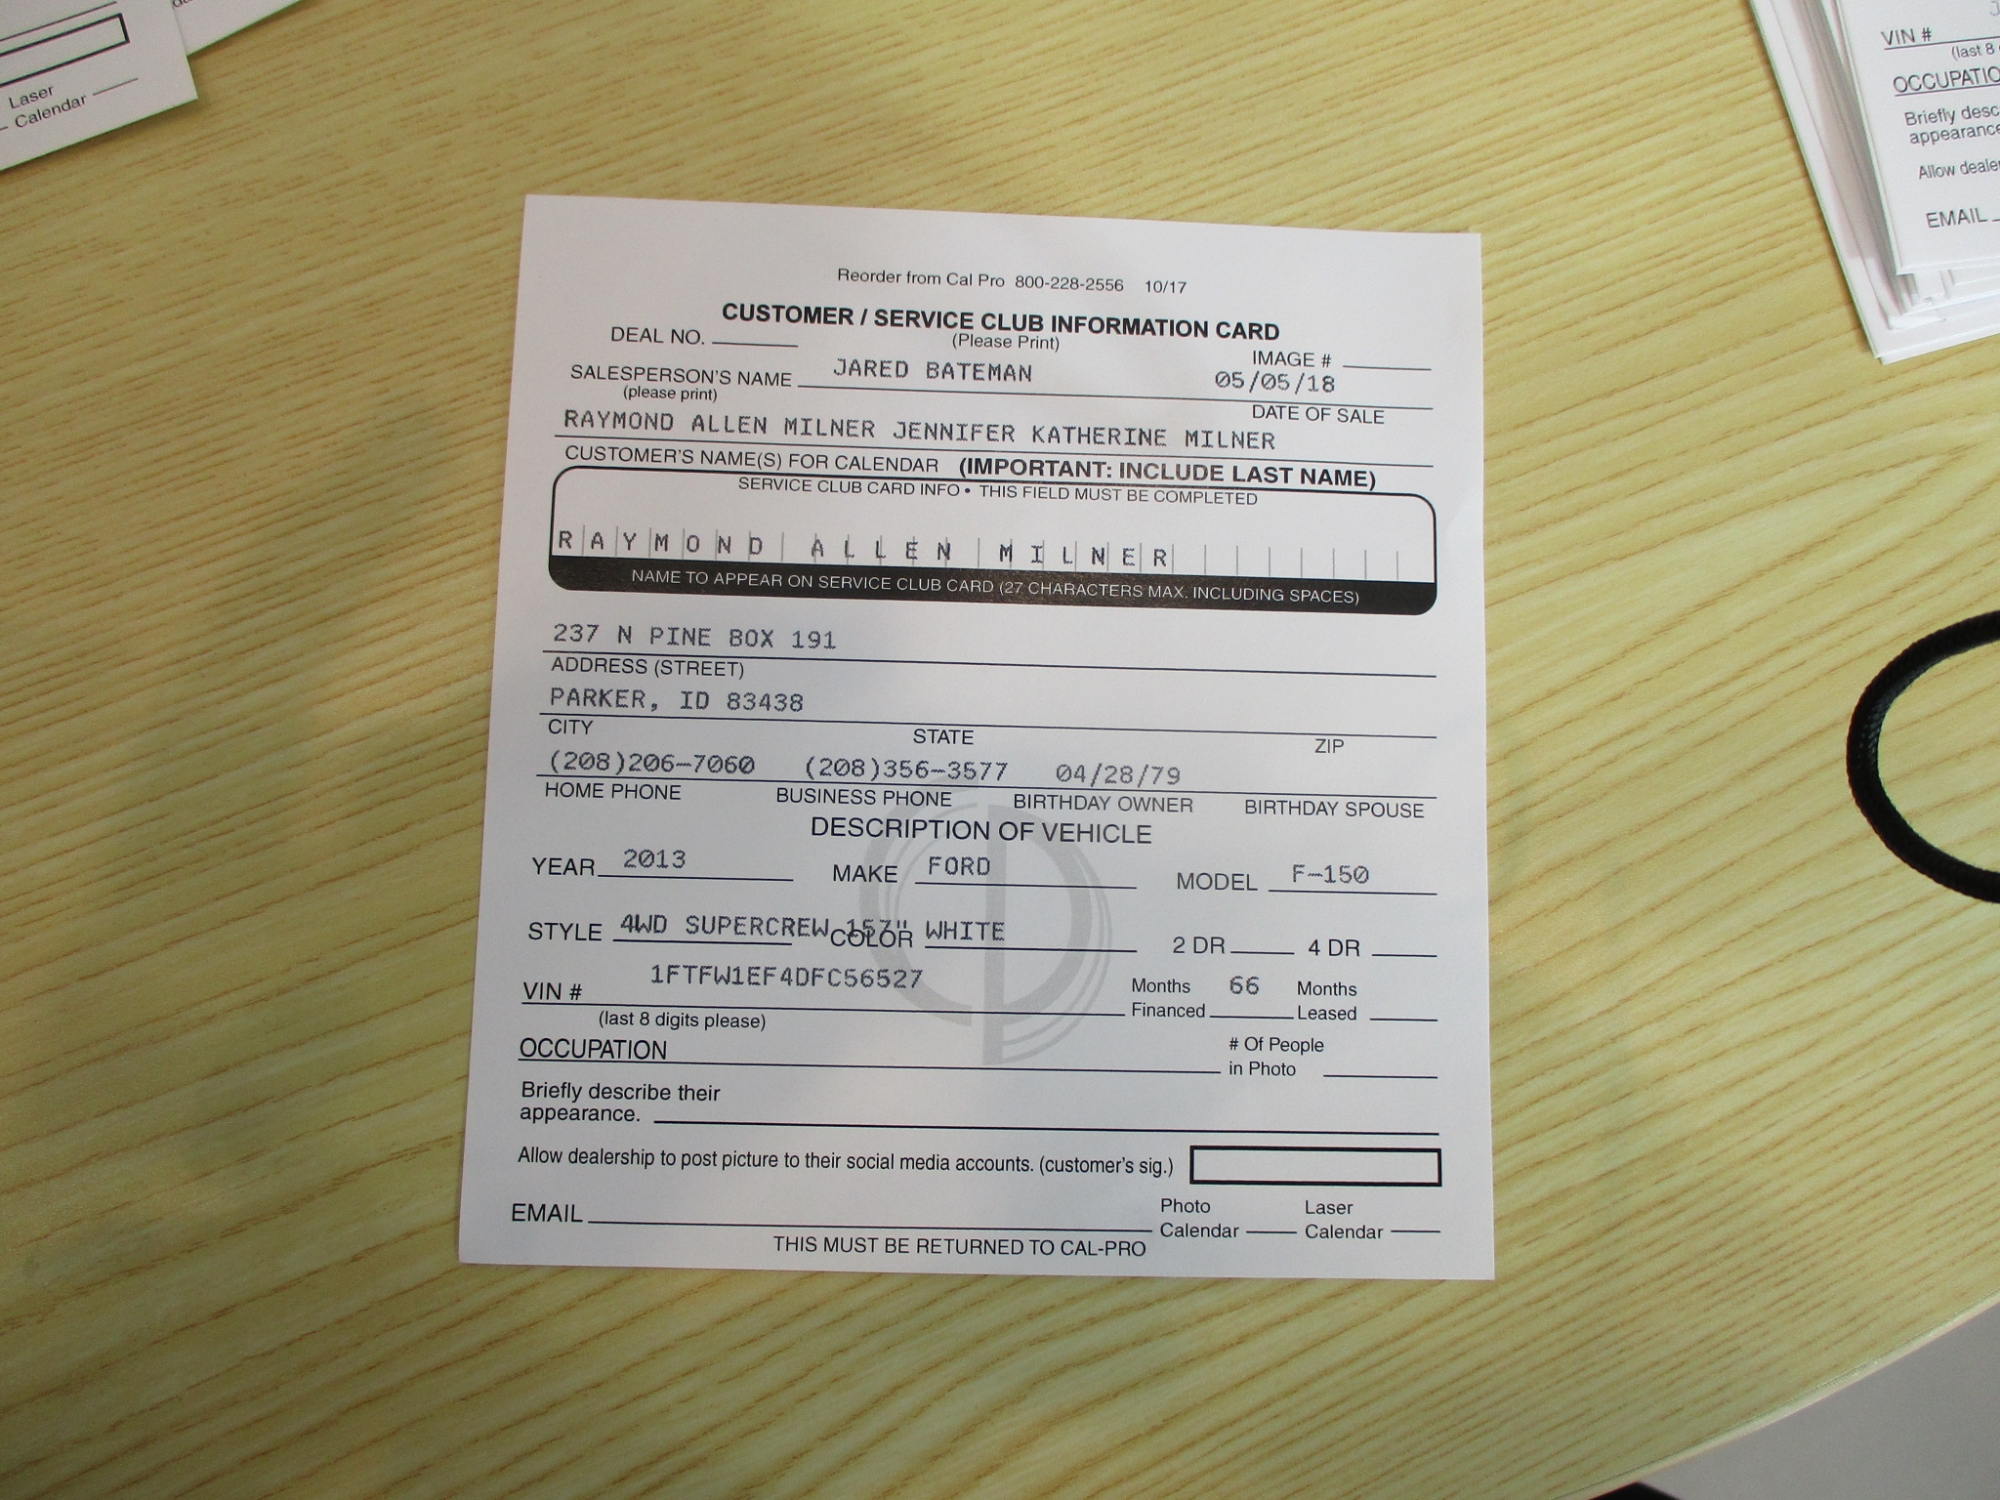 Laser
Calendar
VIN #
(last 8
OCCUPATIO
Briefly desc
appearance
Allow deale
EMAIL
Reorder from Cal Pro 800-228-2556 10/17
CUSTOMER / SERVICE CLUB INFORMATION CARD
DEAL NO. (Please Print) IMAGE #
SALESPERSON'S NAME JARED BATEMAN 05/05/18
(please print) DATE OF SALE
RAYMOND ALLEN MILNER JENNIFER KATHERINE MILNER
CUSTOMER'S NAME(S) FOR CALENDAR (IMPORTANT: INCLUDE LAST NAME)
SERVICE CLUB CARD INFO • THIS FIELD MUST BE COMPLETED
RAYMOND ALLEN MILNER
NAME TO APPEAR ON SERVICE CLUB CARD (27 CHARACTERS MAX. INCLUDING SPACES)
237 N PINE BOX 191
ADDRESS (STREET)
PARKER, ID 83438
CITY STATE ZIP
(208)206-7060 (208)356-3577 04/28/79
HOME PHONE BUSINESS PHONE BIRTHDAY OWNER BIRTHDAY SPOUSE
DESCRIPTION OF VEHICLE
YEAR 2013 MAKE FORD MODEL F-150
STYLE 4WD SUPERCREW 157" COLOR WHITE 2 DR 4 DR
VIN # 1FTFW1EF4DFC56527 Months Financed 66 Months Leased
(last 8 digits please)
OCCUPATION # Of People in Photo
Briefly describe their
appearance.
Allow dealership to post picture to their social media accounts. (customer's sig.)
EMAIL Photo Calendar Laser Calendar
THIS MUST BE RETURNED TO CAL-PRO